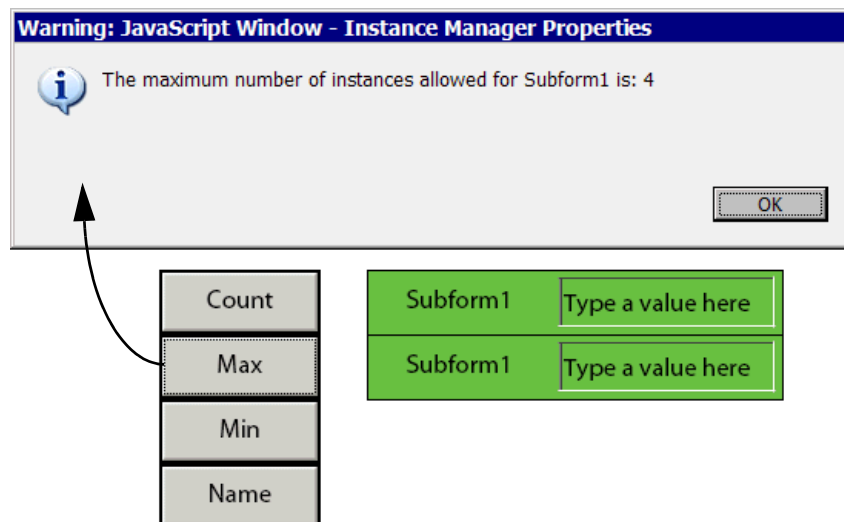 Warning: JavaScript Window - Instance Manager Properties
The maximum number of instances allowed for Subform1 is: 4
OK
Count
Subform1
Type a value here
Max
Subform1
Type a value here
Min
Name